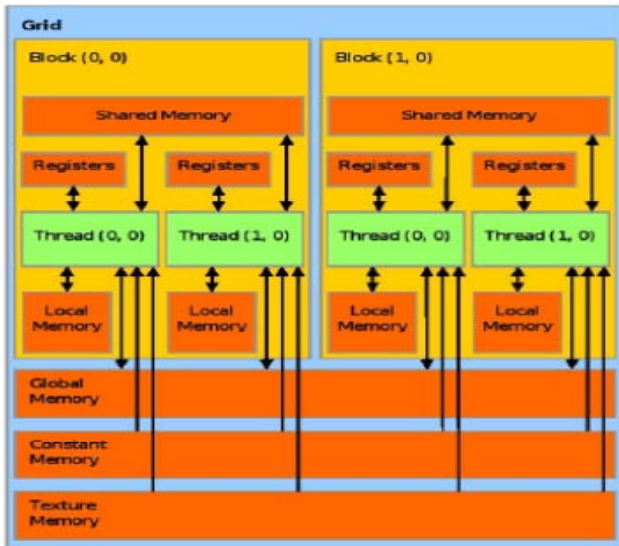 Grid
Block (0, 0)
Block (1, 0)
Shared Memory
Shared Memory
Registers
Registers
Registers
Registers
Thread (0, 0)
Thread (1, 0)
Thread (0, 0)
Thread (1, 0)
Local
Memory
Local
Memory
Local
Memory
Local
Memory
Global
Memory
Constant
Memory
Texture
Memory